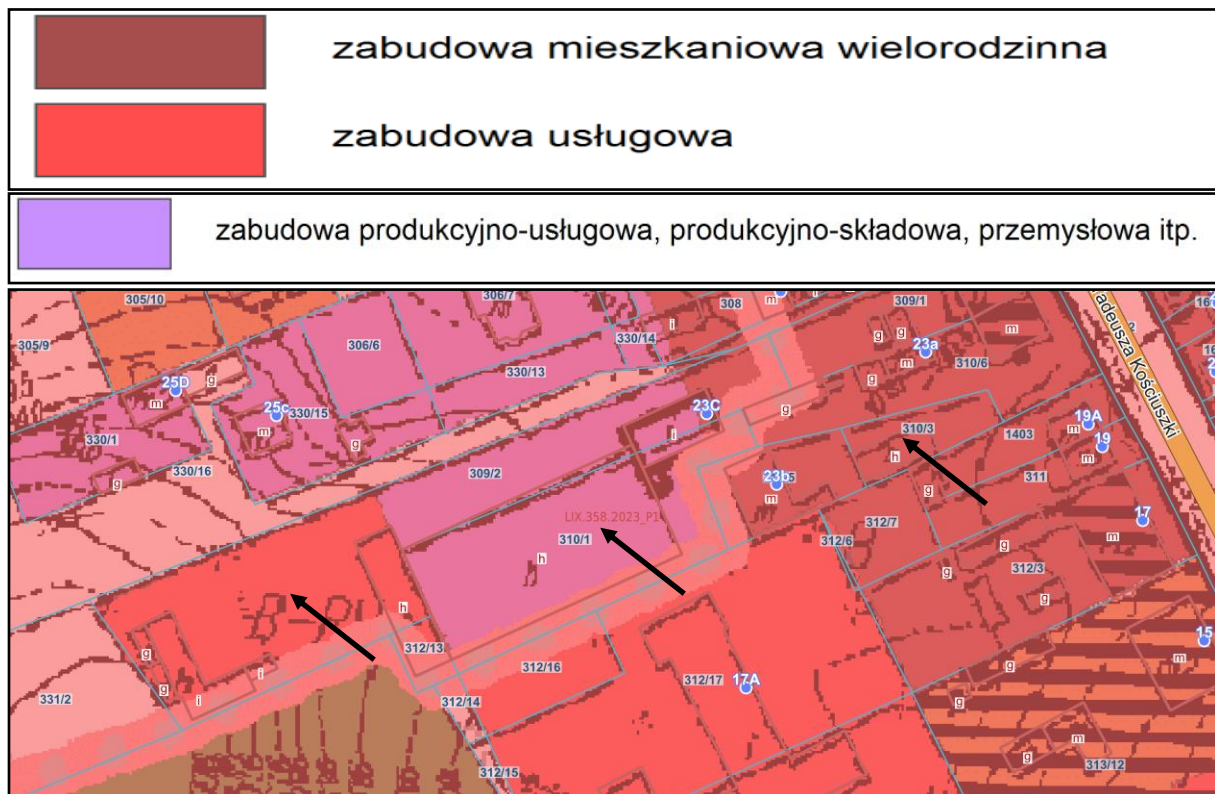 zabudowa mieszkaniowa wielorodzinna
zabudowa usługowa
zabudowa produkcyjno-usługowa, produkcyjno-składowa, przemysłowa itp.
305/10
306/7
308
m
309/1
305/9
306/6
330/14
i
g
g
m
adeusza Kościuszki
23a
310/6
25D
g
330/13
m
g
m
25c
330/15
23C
g
310/3
1403
19A
m
330/1
m
g
i
h
19
m
g
330/16
309/2
23b
m
g
311
17
LIX.358.2023_P1
310/1
312/7
312/6
m
h
g
g
312/3
g
h
15
g
312/13
g
m
331/2
g
i
i
312/16
312/14
312/17
17A
g
g
m
312/15
g
313/12